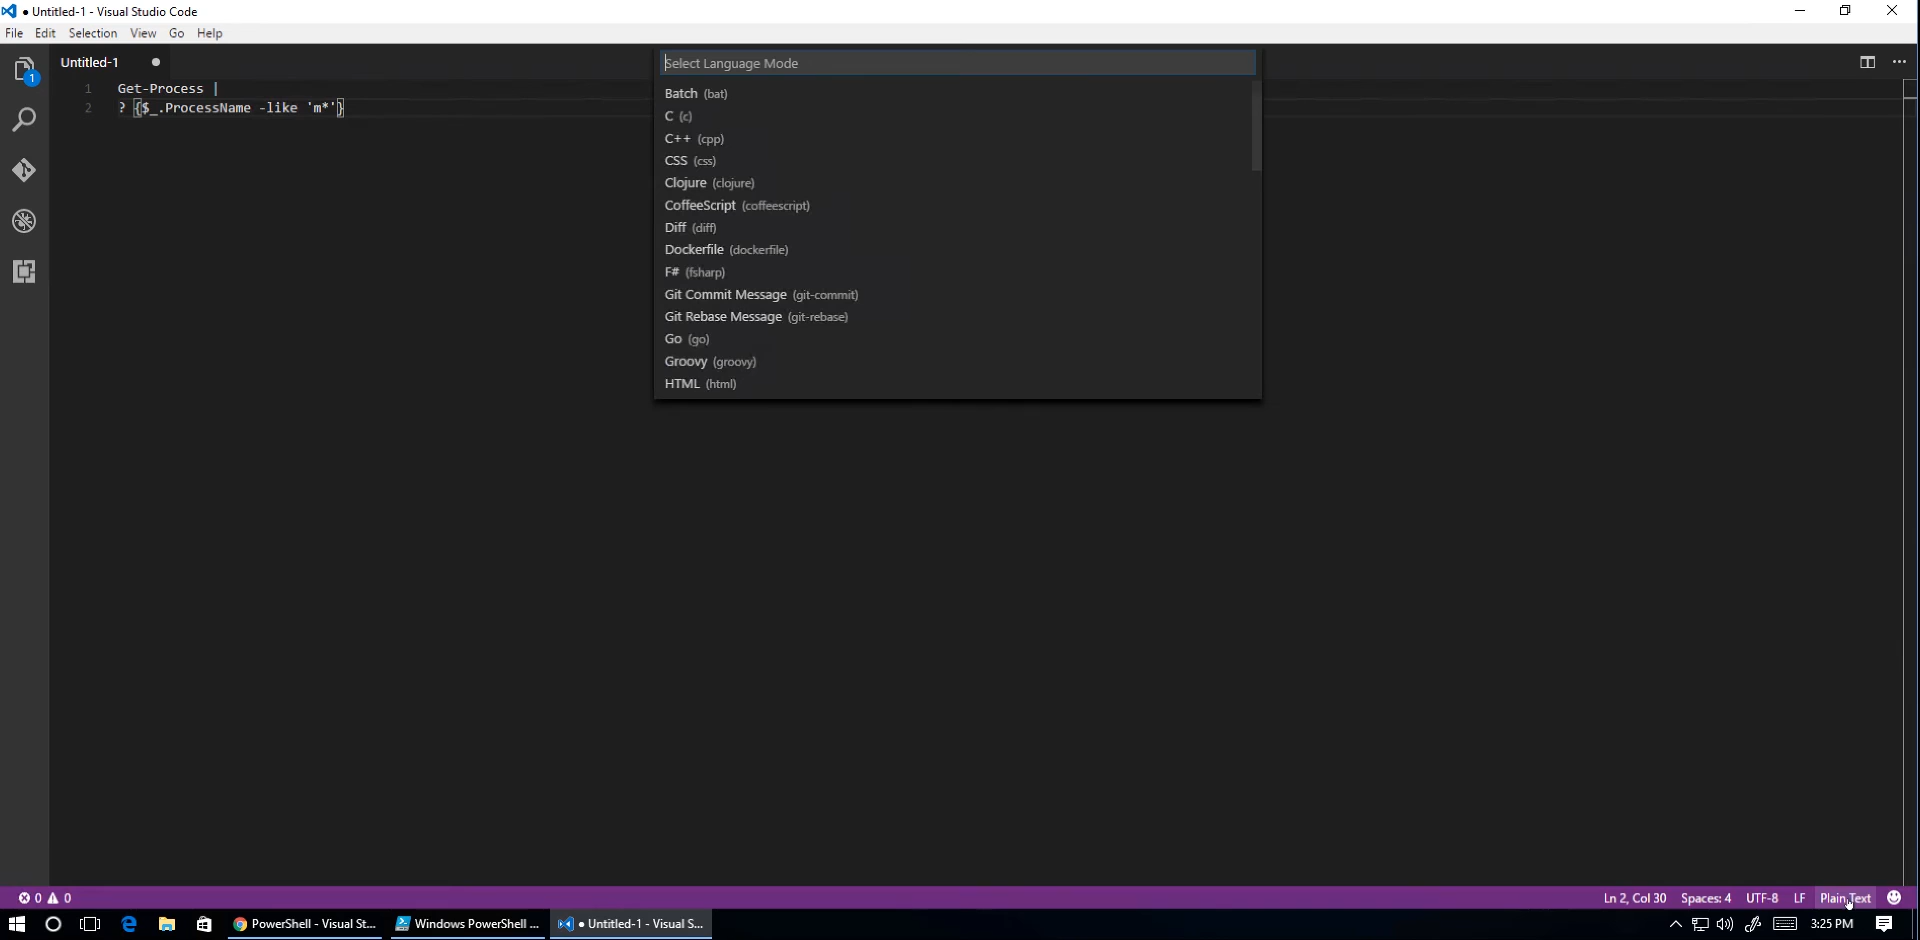 ● Untitled-1 - Visual Studio Code
File Edit Selection View Go Help
1
Untitled-1 ●
Select Language Mode
1 Get-Process |
2 ? {$_.ProcessName -like 'm*'}
Batch (bat)
C (c)
C++ (cpp)
CSS (css)
Clojure (clojure)
CoffeeScript (coffeescript)
Diff (diff)
Dockerfile (dockerfile)
F# (fsharp)
Git Commit Message (git-commit)
Git Rebase Message (git-rebase)
Go (go)
Groovy (groovy)
HTML (html)
0 0 Ln 2, Col 30 Spaces: 4 UTF-8 LF Plain Text
PowerShell - Visual St... Windows PowerShell ... ● Untitled-1 - Visual S... 3:25 PM